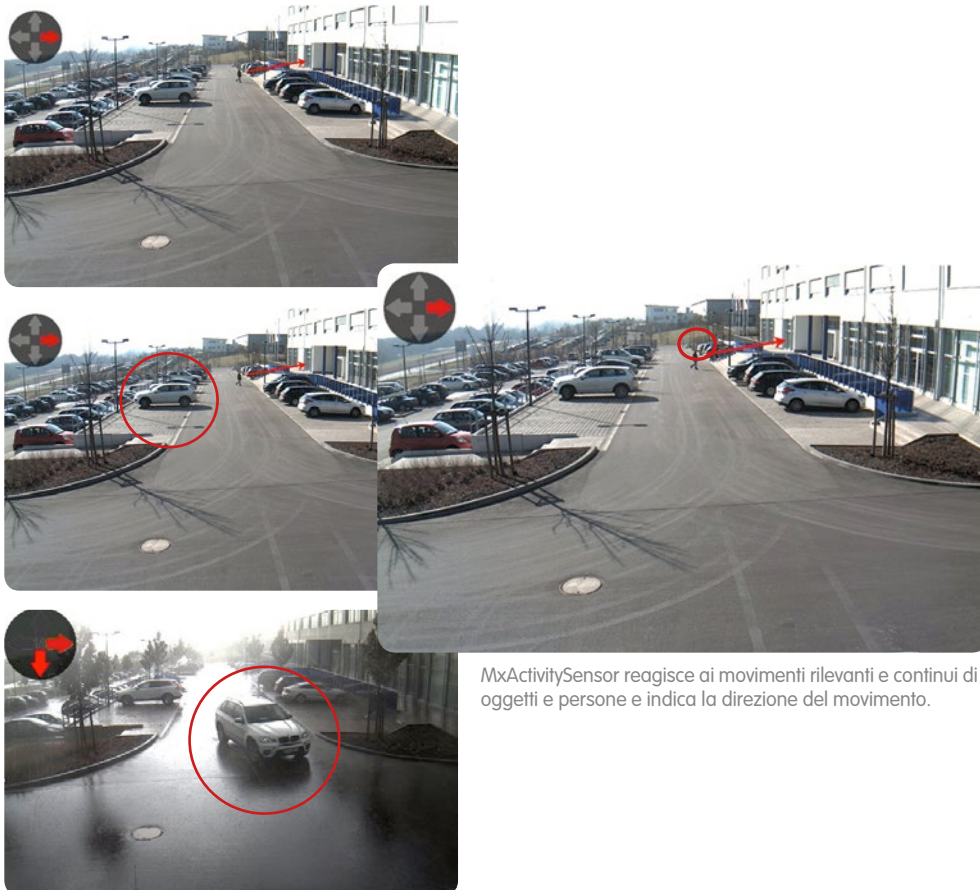 MxActivitySensor reagisce ai movimenti rilevanti e continui di
oggetti e persone e indica la direzione del movimento.